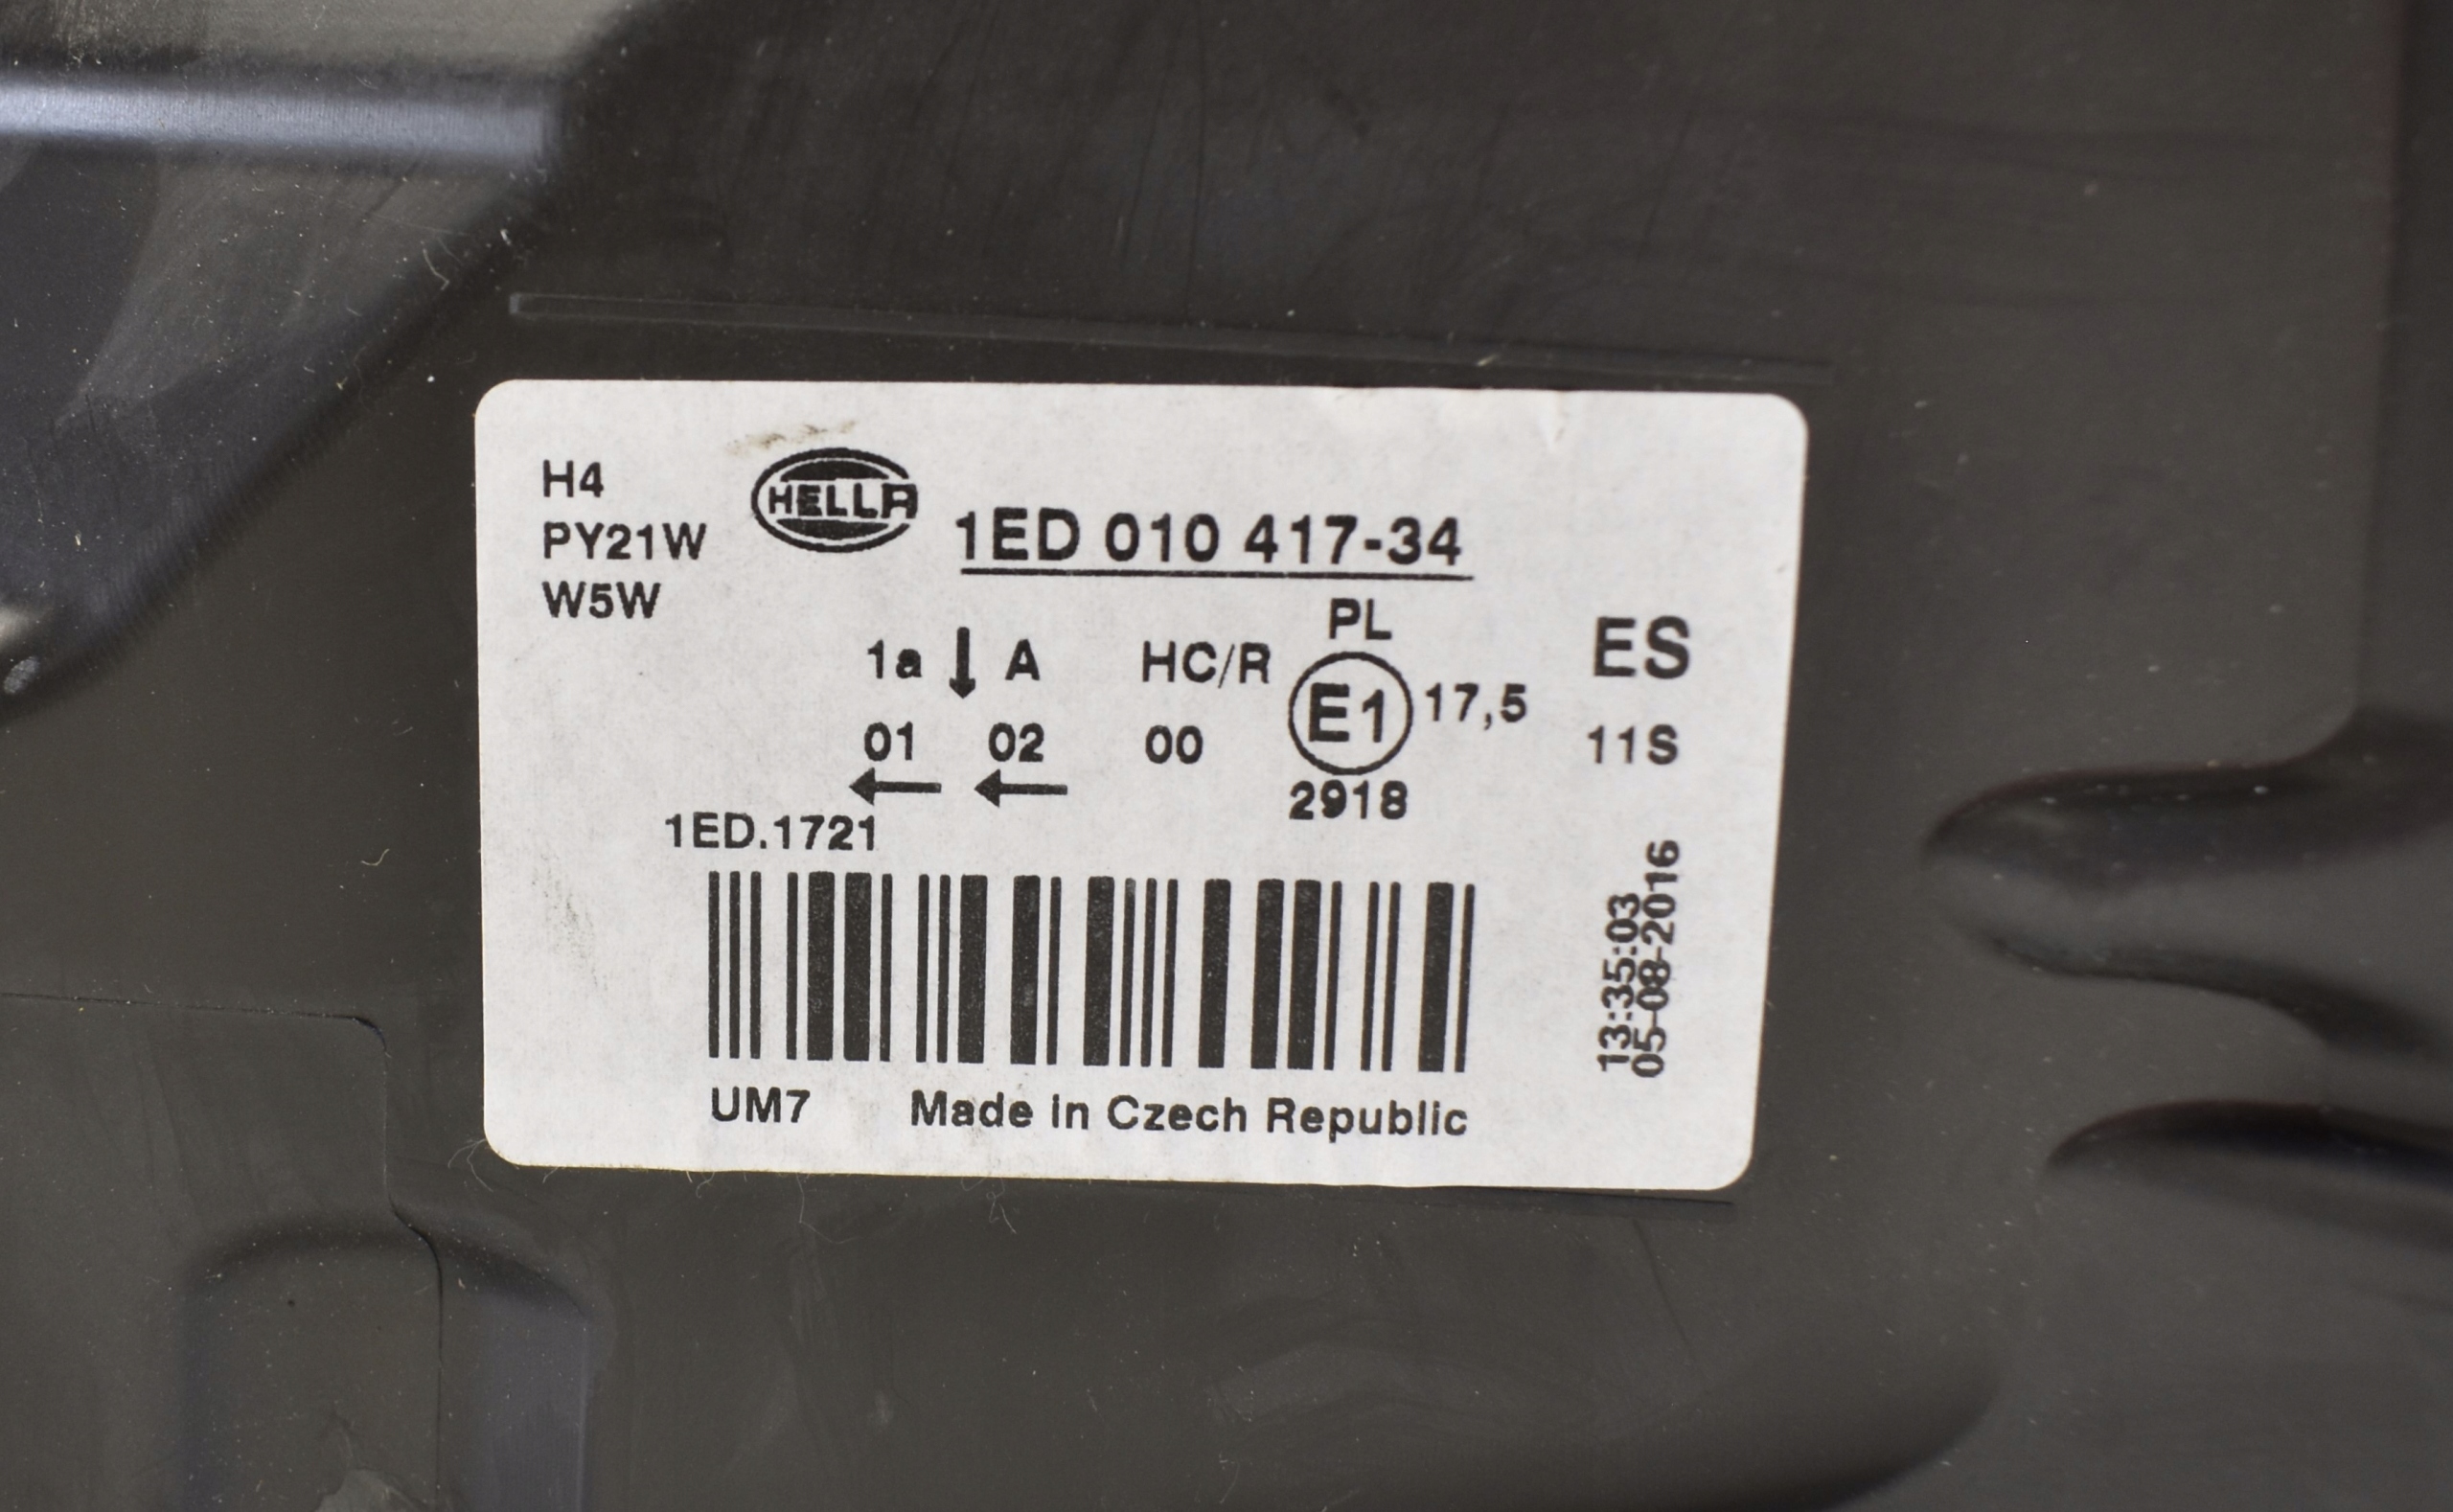 H4
PY21W
W5W
HELLA
1ED 010 417-34
PL
1a ↓ A HC/R E1 17,5 ES
01 02 00 11S
← ←
2918
1ED.1721
13:35:03
05-08-2016
UM7 Made in Czech Republic